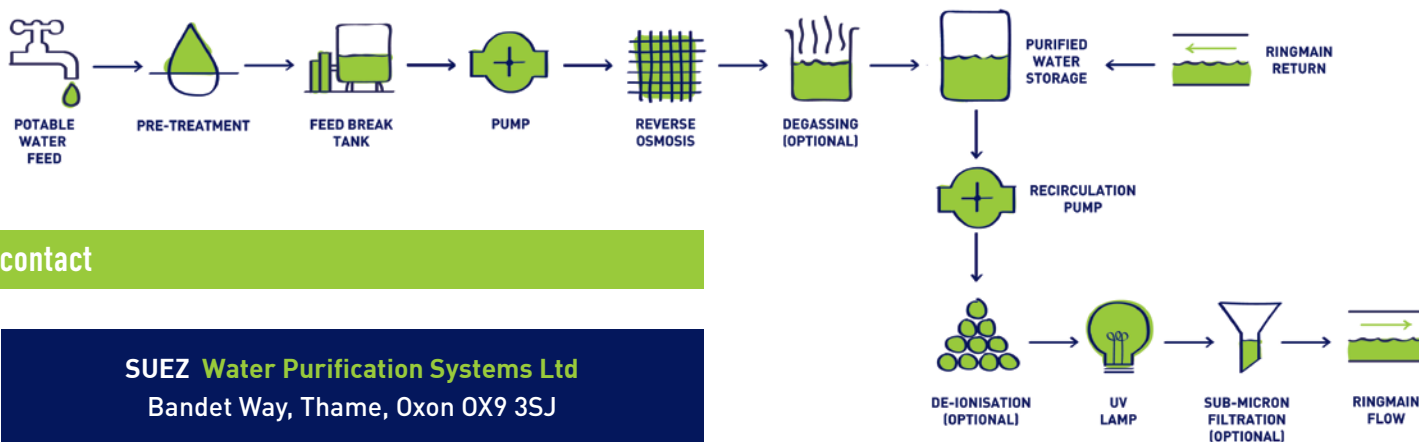 POTABLE
WATER
FEED
PRE-TREATMENT
FEED BREAK
TANK
PUMP
REVERSE
OSMOSIS
DEGASSING
(OPTIONAL)
PURIFIED
WATER
STORAGE
RINGMAIN
RETURN
RECIRCULATION
PUMP
DE-IONISATION
(OPTIONAL)
UV
LAMP
SUB-MICRON
FILTRATION
(OPTIONAL)
RINGMAIN
FLOW
contact
SUEZ Water Purification Systems Ltd
Bandet Way, Thame, Oxon OX9 3SJ